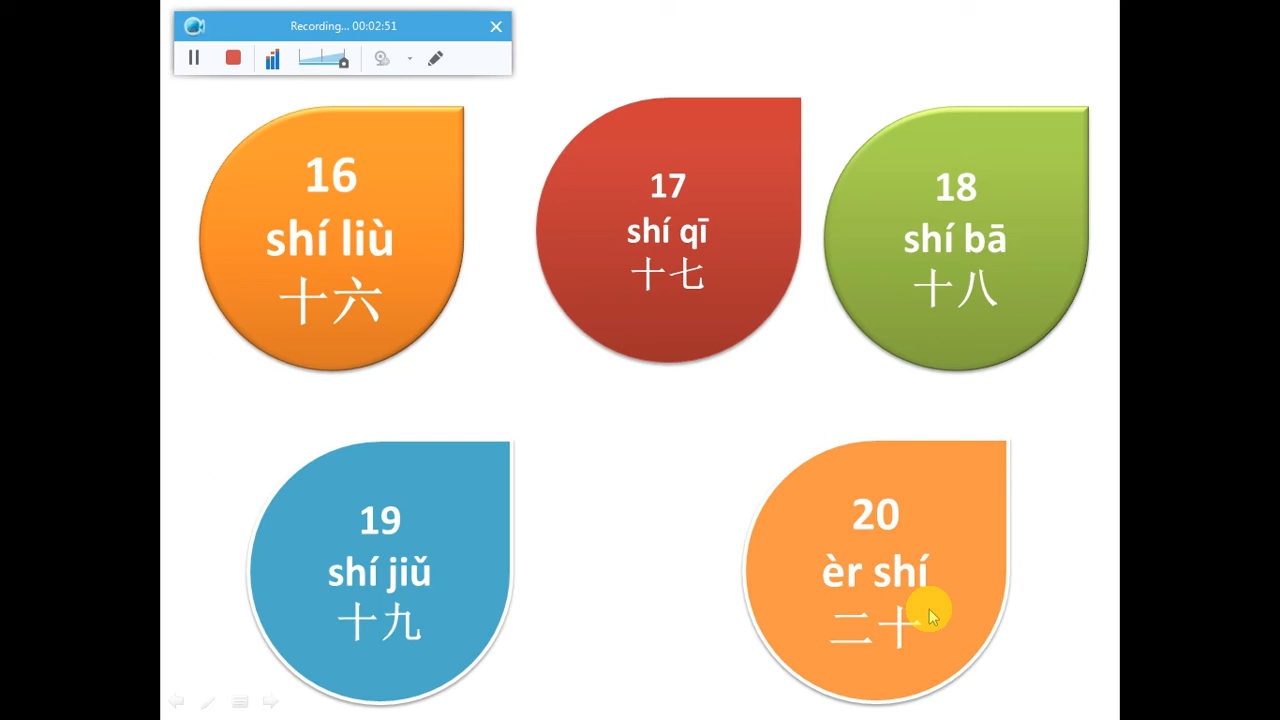 Recording... 00:02:51
16
shí liù
十六
17
shí qī
十七
18
shí bā
十八
19
shí jiǔ
十九
20
èr shí
二十